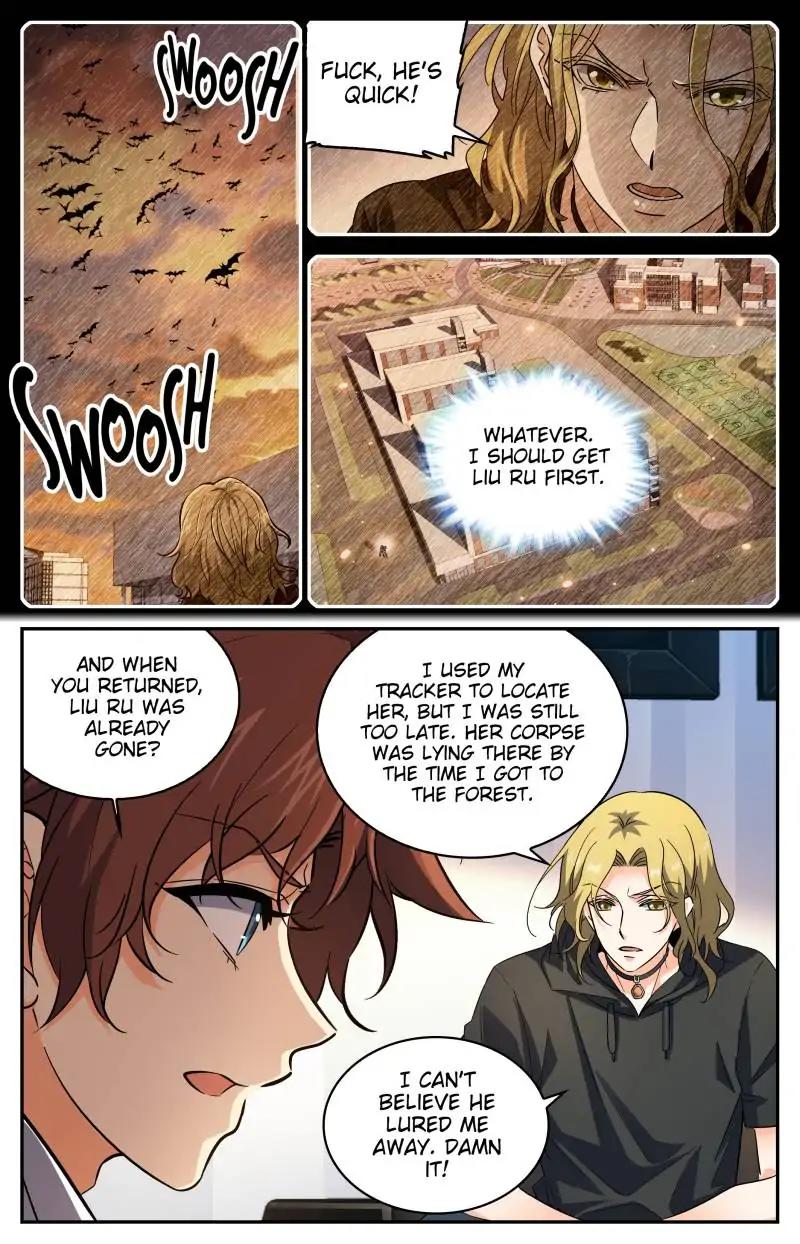 SWOOSH
FUCK, HE'S
QUICK!
SWOOSH
WHATEVER.
I SHOULD GET
LIU RU FIRST.
AND WHEN
YOU RETURNED,
LIU RU WAS
ALREADY
GONE?
I USED MY
TRACKER TO LOCATE
HER, BUT I WAS STILL
TOO LATE. HER CORPSE
WAS LYING THERE BY
THE TIME I GOT TO
THE FOREST.
I CAN'T
BELIEVE HE
LURED ME
AWAY. DAMN
IT!